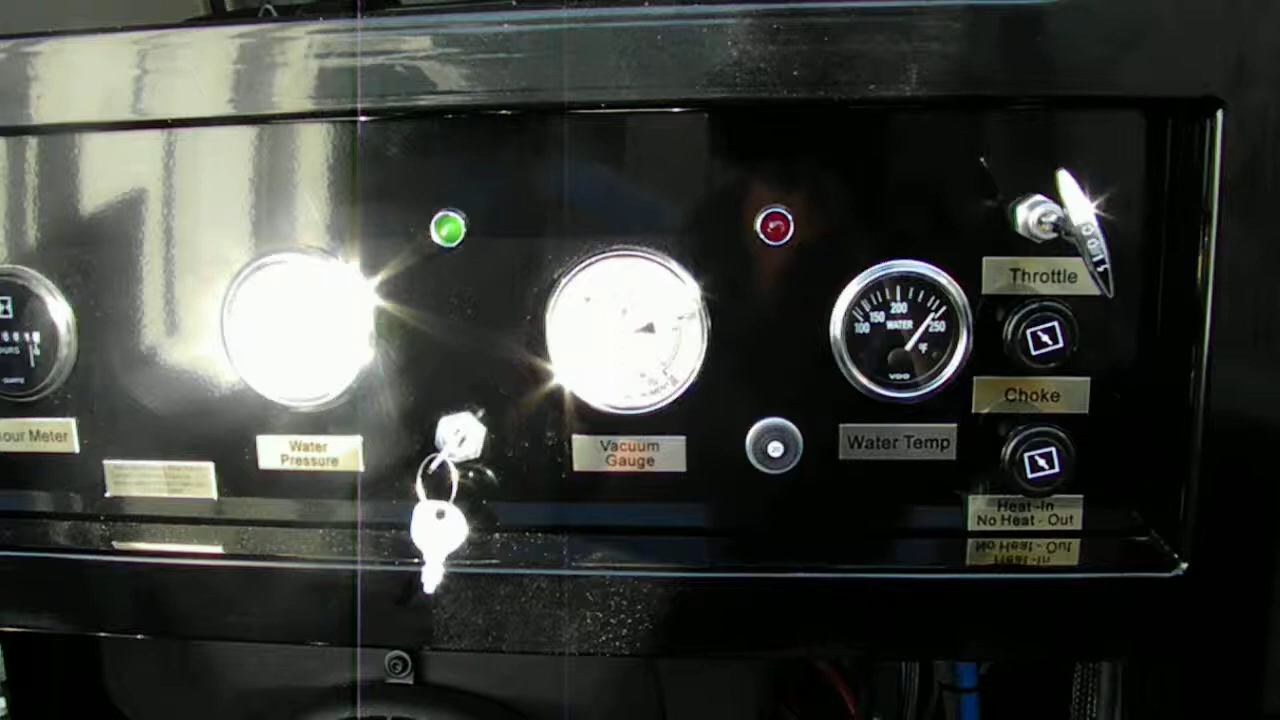 Throttle
200
150
250
100
WATER
°F
VDO
Choke
our Meter
Water
Pressure
Vacuum
Gauge
Water Temp
Heat-In
No Heat - Out